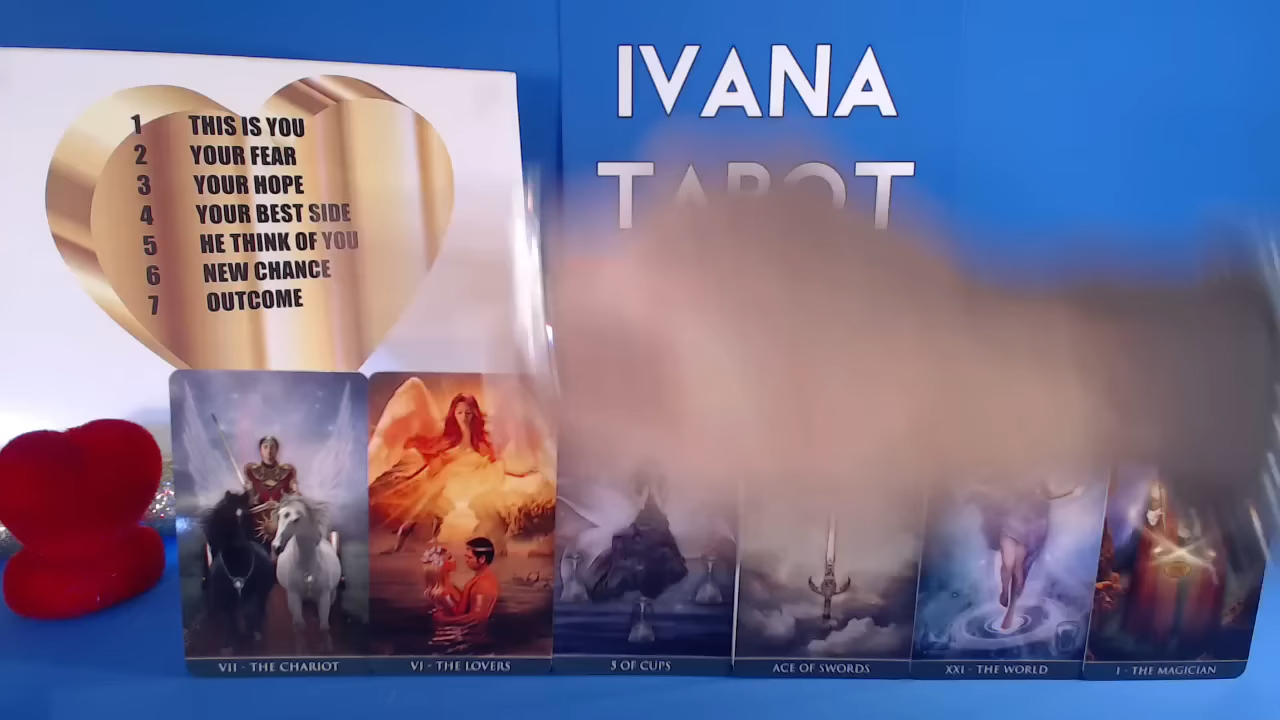 1 THIS IS YOU
2 YOUR FEAR
3 YOUR HOPE
4 YOUR BEST SIDE
5 HE THINK OF YOU
6 NEW CHANCE
7 OUTCOME
IVANA
TAROT
VII - THE CHARIOT
VI - THE LOVERS
5 OF CUPS
ACE OF SWORDS
XXI - THE WORLD
I - THE MAGICIAN